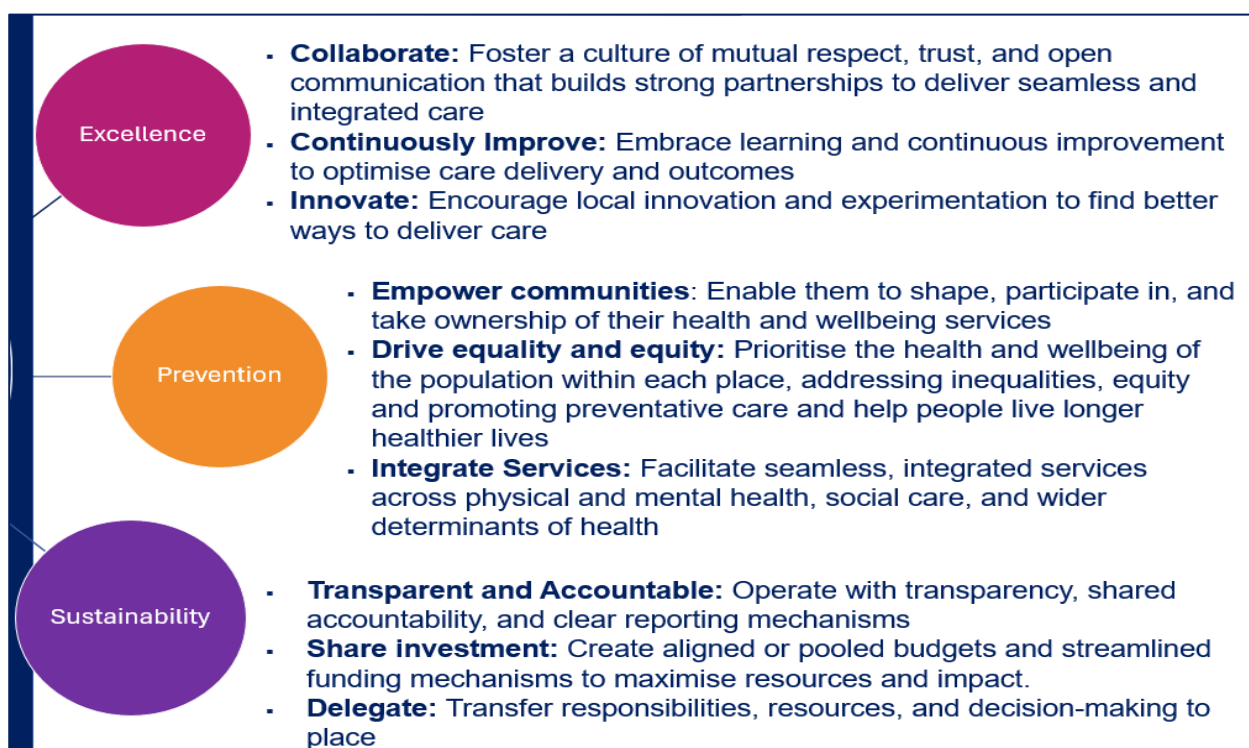 Excellence
▪ Collaborate: Foster a culture of mutual respect, trust, and open
communication that builds strong partnerships to deliver seamless and
integrated care
▪ Continuously Improve: Embrace learning and continuous improvement
to optimise care delivery and outcomes
▪ Innovate: Encourage local innovation and experimentation to find better
ways to deliver care
Prevention
▪ Empower communities: Enable them to shape, participate in, and
take ownership of their health and wellbeing services
▪ Drive equality and equity: Prioritise the health and wellbeing of
the population within each place, addressing inequalities, equity
and promoting preventative care and help people live longer
healthier lives
▪ Integrate Services: Facilitate seamless, integrated services
across physical and mental health, social care, and wider
determinants of health
Sustainability
▪ Transparent and Accountable: Operate with transparency, shared
accountability, and clear reporting mechanisms
▪ Share investment: Create aligned or pooled budgets and streamlined
funding mechanisms to maximise resources and impact.
▪ Delegate: Transfer responsibilities, resources, and decision-making to
place